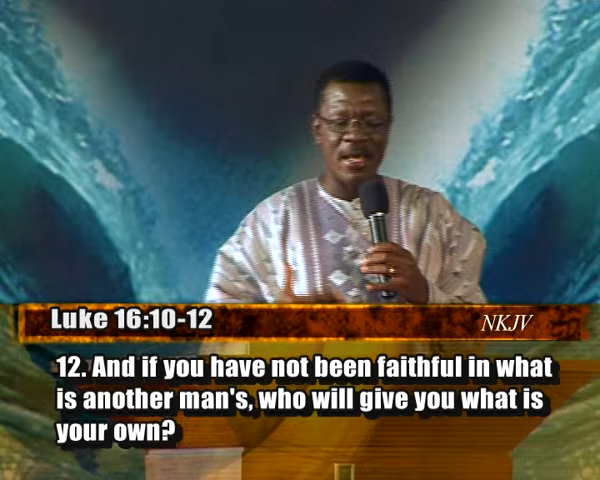 Luke 16:10-12 NKJV
12. And if you have not been faithful in what
is another man's, who will give you what is
your own?